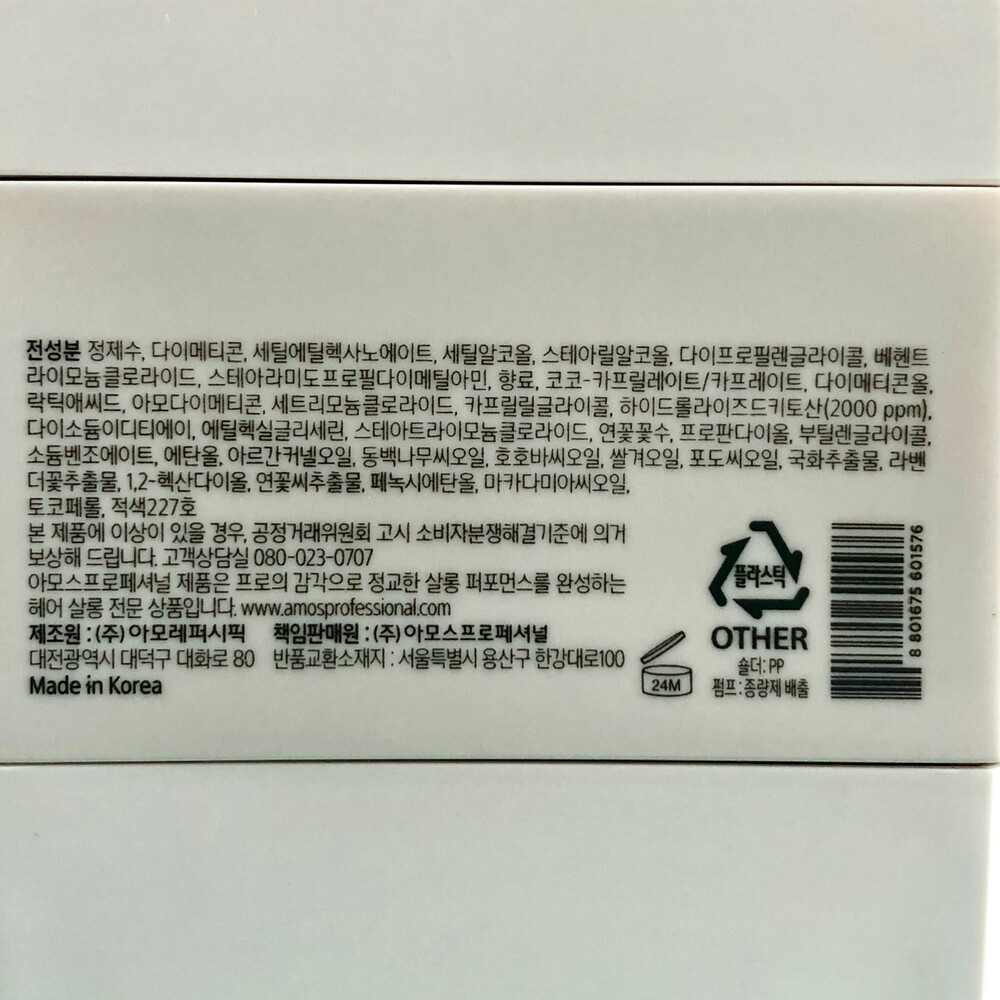 전성분 정제수, 다이메티콘, 세틸에틸헥사노에이트, 세틸알코올, 스테아릴알코올, 다이프로필렌글라이콜, 베헨트
라이모늄클로라이드, 스테아라미도프로필다이메틸아민, 향료, 코코-카프릴레이트/카프레이트, 다이메티콘올,
락틱애씨드, 아모다이메티콘, 세트리모늄클로라이드, 카프릴릴글라이콜, 하이드롤라이즈드키토산(2000 ppm),
다이소듐이디티에이, 에틸헥실글리세린, 스테아트라이모늄클로라이드, 연꽃꽃수, 프로판다이올, 부틸렌글라이콜,
소듐벤조에이트, 에탄올, 아르간커넬오일, 동백나무씨오일, 호호바씨오일, 쌀겨오일, 포도씨오일, 국화추출물, 라벤
더꽃추출물, 1,2-헥산다이올, 연꽃씨추출물, 페녹시에탄올, 마카다미아씨오일,
토코페롤, 적색227호
본 제품에 이상이 있을 경우, 공정거래위원회 고시 소비자분쟁해결기준에 의거
보상해 드립니다. 고객상담실 080-023-0707
아모스프로페셔널 제품은 프로의 감각으로 정교한 살롱 퍼포먼스를 완성하는
헤어 살롱 전문 상품입니다. www.amosprofessional.com
제조원 : (주) 아모레퍼시픽 책임판매원 : (주) 아모스프로페셔널
대전광역시 대덕구 대화로 80 반품교환소재지 : 서울특별시 용산구 한강대로100
Made in Korea
24M
플라스틱
OTHER
숄더: PP
펌프 : 종량제 배출
8 801675 601576